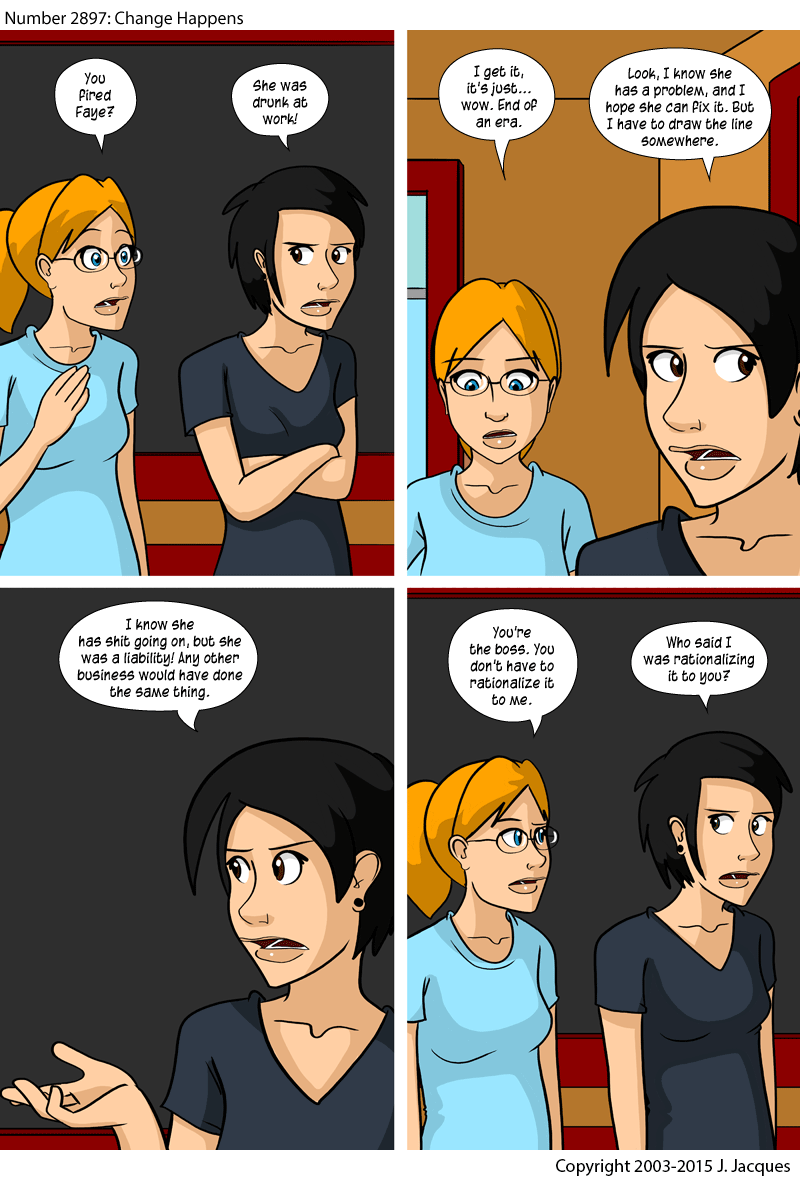 Number 2897: Change Happens
You
fired
Faye?
She was
drunk at
work!
I get it,
it's just...
wow. End of
an era.
Look, I know she
has a problem, and I
hope she can fix it. But
I have to draw the line
somewhere.
I know she
has shit going on, but she
was a liability! Any other
business would have done
the same thing.
You're
the boss. You
don't have to
rationalize it
to me.
Who said I
was rationalizing
it to you?
Copyright 2003-2015 J. Jacques